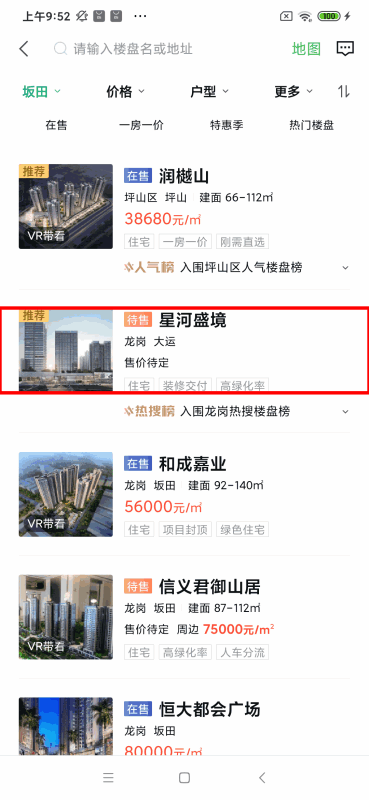 上午9:52 100
请输入楼盘名或地址 地图
坂田 价格 户型 更多
在售 一房一价 特惠季 热门楼盘
推荐 在售 润樾山
坪山区 坪山 建面 66-112㎡
38680元/㎡
VR带看
住宅 一房一价 刚需直选
人气榜 入围坪山区人气楼盘榜
推荐 待售 星河盛境
龙岗 大运
售价待定
住宅 装修交付 高绿化率
热搜榜 入围龙岗热搜楼盘榜
在售 和成嘉业
龙岗 坂田 建面 92-140㎡
56000元/㎡
VR带看
住宅 项目封顶 绿色住宅
待售 信义君御山居
龙岗 坂田 建面 87-112㎡
售价待定 周边 75000元/m²
VR带看
住宅 高绿化率 人车分流
在售 恒大都会广场
龙岗 坂田
80000元/㎡